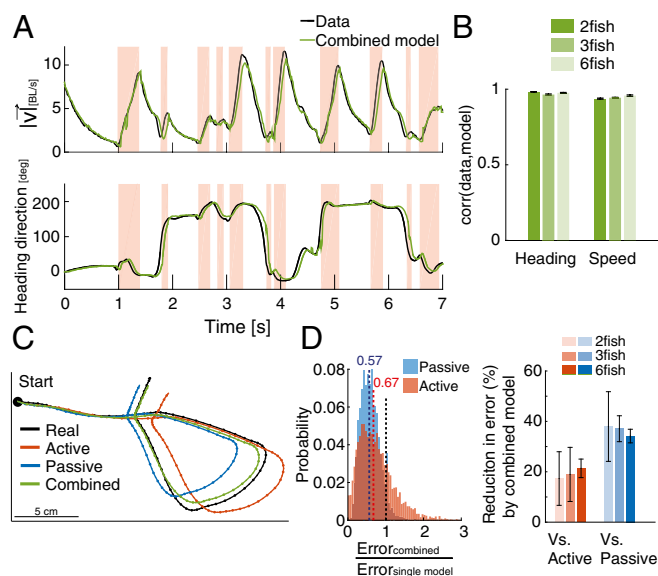 A
Data
Combined model
|v|[BL/s]
10
5
0
Heading direction [deg]
200
100
0
0 1 2 3 4 5 6 7
Time [s]
B
2fish
3fish
6fish
corr(data,model)
1
0.5
0
Heading Speed
C
Start
Real
Active
Passive
Combined
5 cm
D
0.57
0.67
Passive
Active
Probability
0.08
0.06
0.04
0.02
0
0 1 2 3
Errorcombined
Errorsingle model
2fish
3fish
6fish
Reduciton in error (%)
by combined model
60
40
20
0
Vs. Vs.
Active Passive